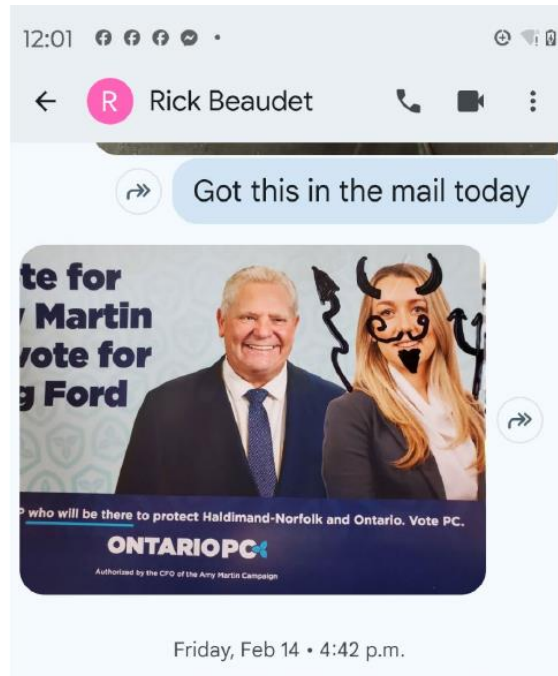 12:01
R Rick Beaudet
Got this in the mail today
te for
Martin
vote for
Ford
who will be there to protect Haldimand-Norfolk and Ontario. Vote PC.
ONTARIO PC
Authorized by the CFO of the Amy Martin Campaign
Friday, Feb 14 • 4:42 p.m.